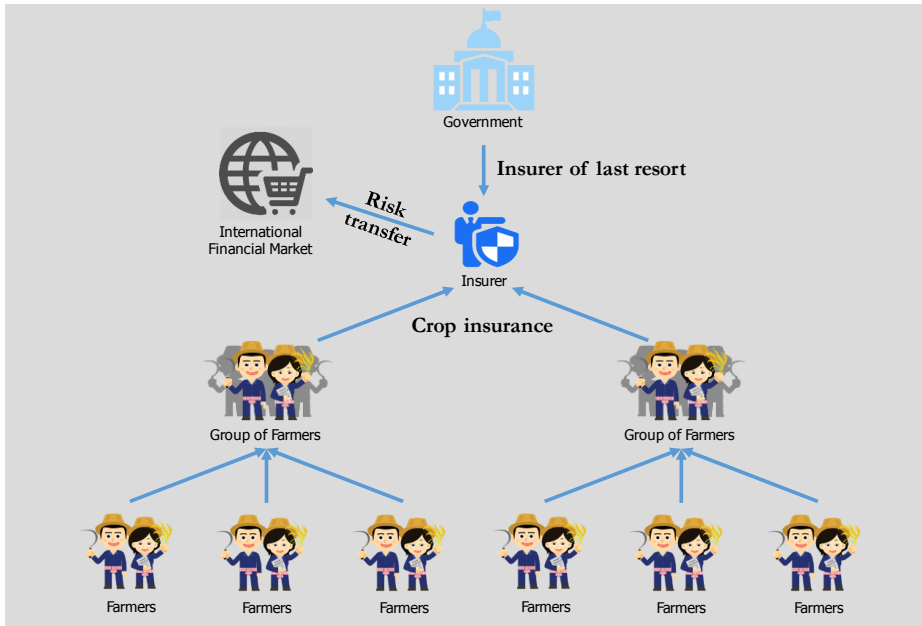 Government
Insurer of last resort
Risk
transfer
International
Financial Market
Insurer
Crop insurance
Group of Farmers
Group of Farmers
Farmers
Farmers
Farmers
Farmers
Farmers
Farmers